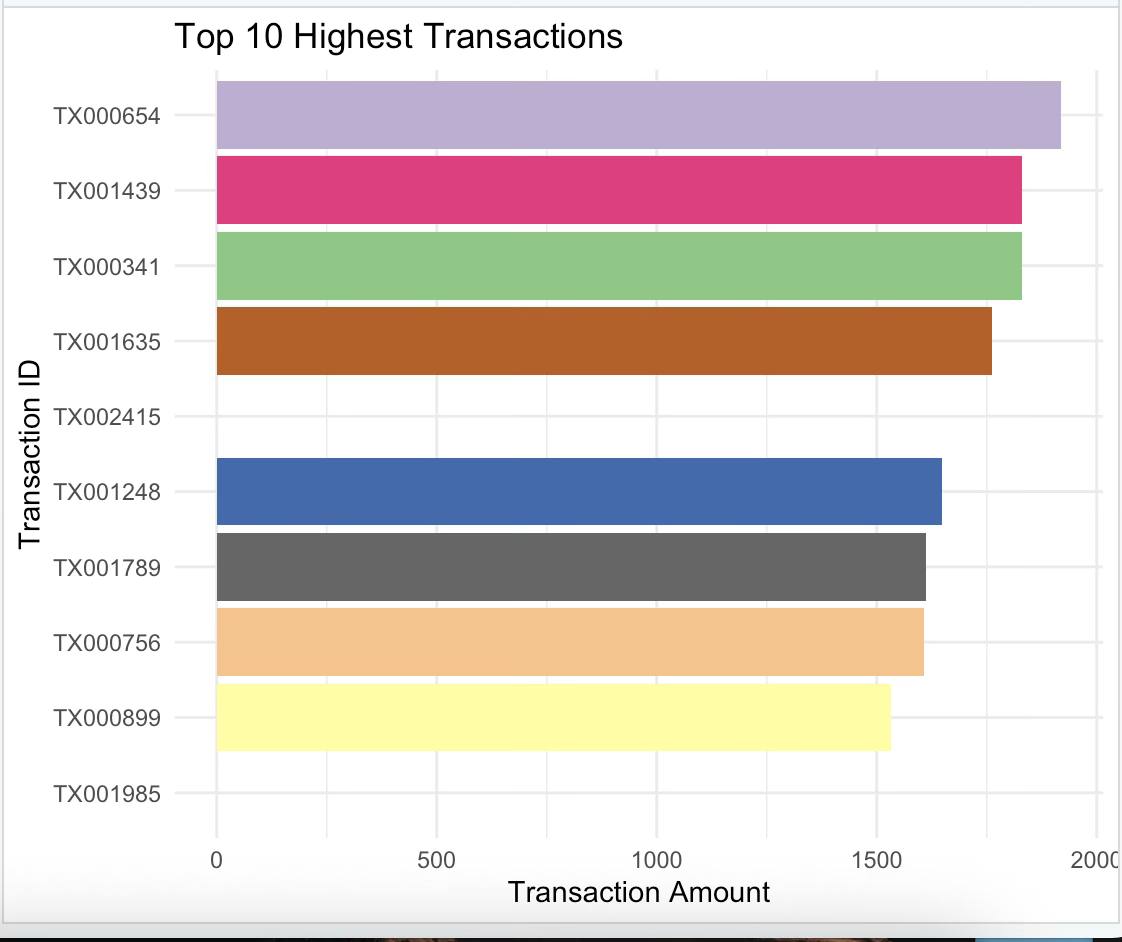 Top 10 Highest Transactions
TX000654
TX001439
TX000341
TX001635
TX002415
TX001248
TX001789
TX000756
TX000899
TX001985
Transaction ID
0 500 1000 1500 2000
Transaction Amount